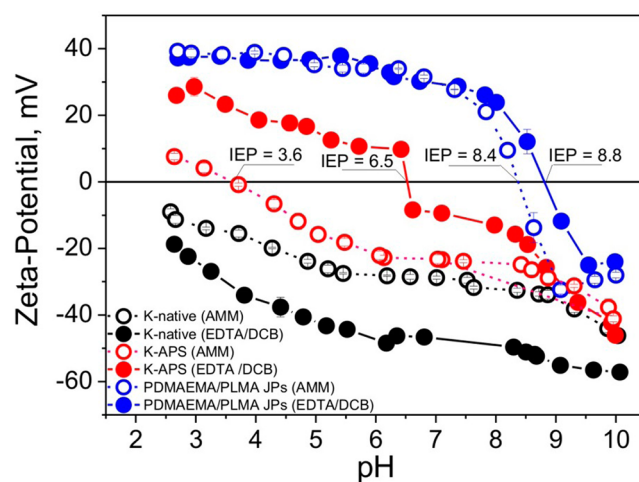 Zeta-Potential, mV
40
20
0
-20
-40
-60
IEP = 3.6
IEP = 6.5
IEP = 8.4
IEP = 8.8
K-native (AMM)
K-native (EDTA/DCB)
K-APS (AMM)
K-APS (EDTA /DCB)
PDMAEMA/PLMA JPs (AMM)
PDMAEMA/PLMA JPs (EDTA/DCB)
2 3 4 5 6 7 8 9 10
pH